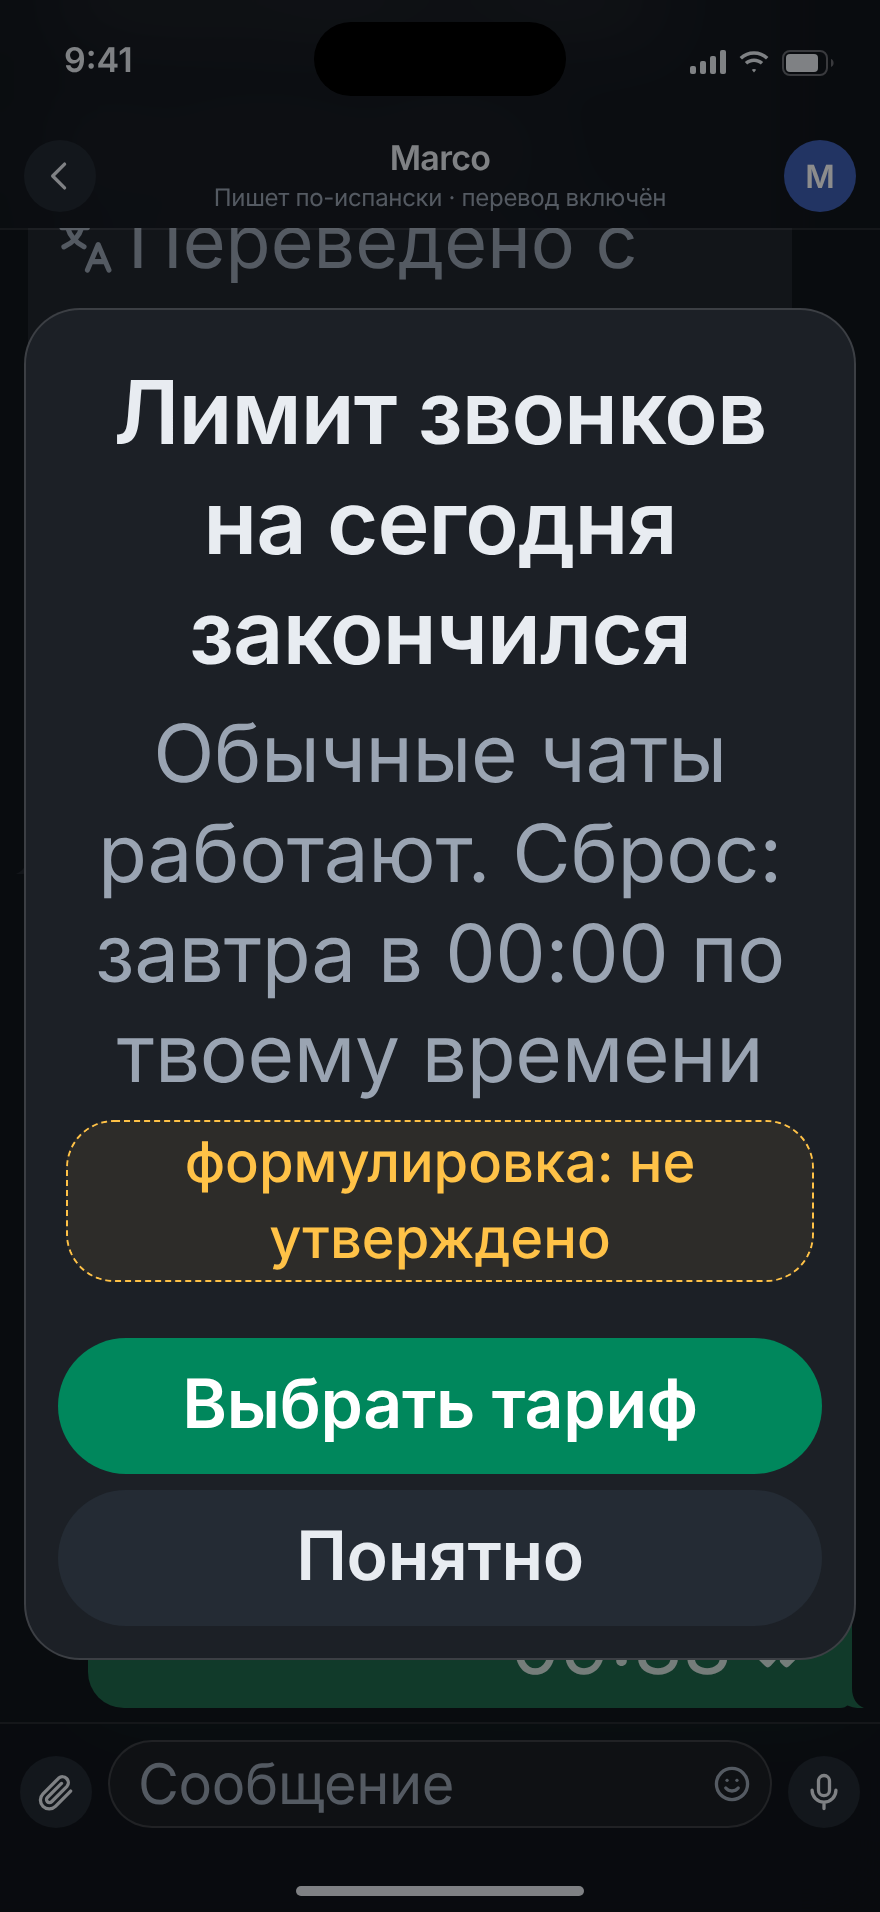 9:41
Marco
Пишет по-испански · перевод включён
M
Переведено с
Лимит звонков
на сегодня
закончился
Обычные чаты
работают. Сброс:
завтра в 00:00 по
твоему времени
формулировка: не
утверждено
Выбрать тариф
Понятно
Сообщение